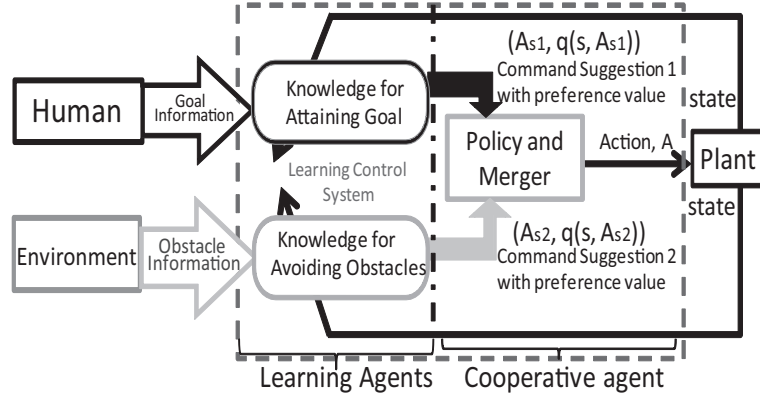 (As1, q(s, As1))
Command Suggestion 1
with preference value
Human
Goal
Information
Knowledge for
Attaining Goal
state
Policy and
Merger
Action, A
Plant
Learning Control
System
state
Environment
Obstacle
Information
Knowledge for
Avoiding Obstacles
(As2, q(s, As2))
Command Suggestion 2
with preference value
Learning Agents
Cooperative agent